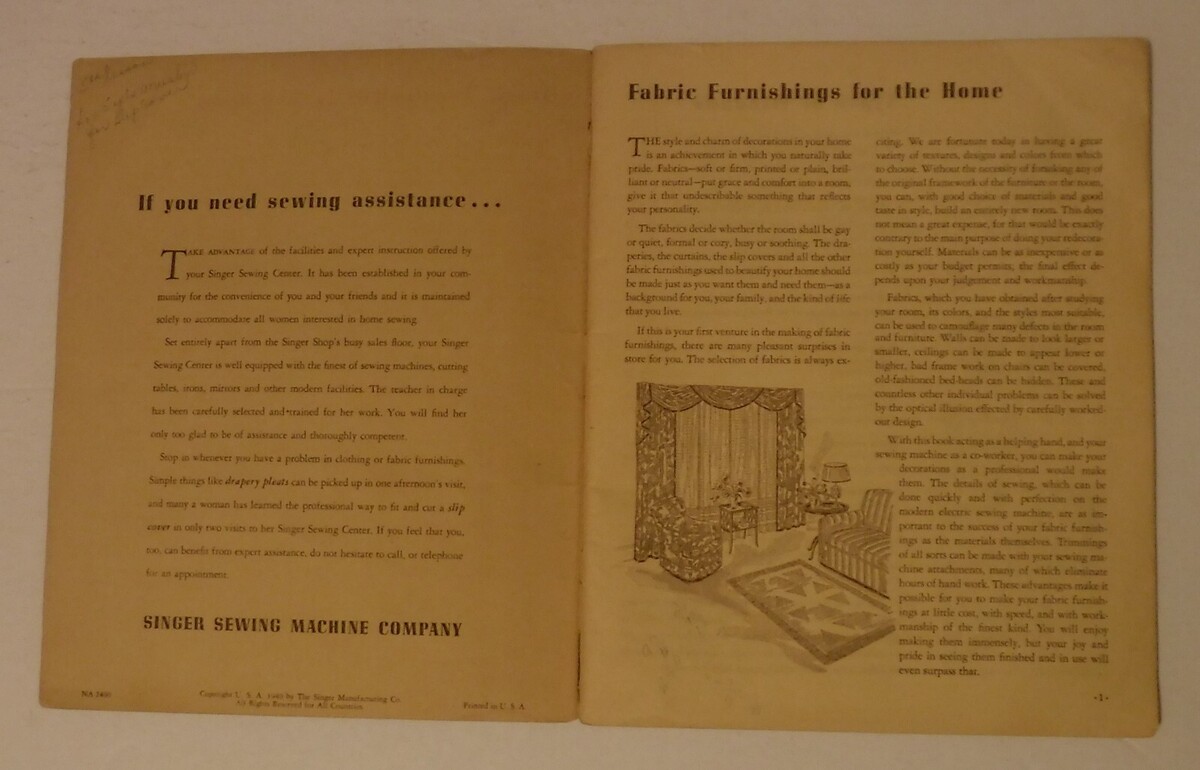 If you need sewing assistance...
TAKE ADVANTAGE of the facilities and expert instruction offered by
your Singer Sewing Center. It has been established in your com-
munity for the convenience of you and your friends and it is maintained
solely to accommodate all women interested in home sewing.
Set entirely apart from the Singer Shop's busy sales floor, your Singer
Sewing Center is well equipped with the finest of sewing machines, cutting
tables, irons, mirrors and other modern facilities. The teacher in charge
has been carefully selected and trained for her work. You will find her
only too glad to be of assistance and thoroughly competent.
Stop in whenever you have a problem in clothing or fabric furnishings.
Simple things like drapery pleats can be picked up in one afternoon's visit,
and many a woman has learned the professional way to fit and cut a slip
cover in only two visits to her Singer Sewing Center. If you feel that you,
too, can benefit from expert assistance, do not hesitate to call, or telephone
for an appointment.
SINGER SEWING MACHINE COMPANY
Copyright U. S. A. 1940 by The Singer Manufacturing Co.
All Rights Reserved for All Countries
Printed in U. S. A.
Fabric Furnishings for the Home
THE style and charm of decorations in your home
is an achievement in which you naturally take
pride. Fabrics—soft or firm, printed or plain, bril-
liant or neutral—put grace and comfort into a room,
give it that undescribable something that reflects
your personality.
The fabrics decide whether the room shall be gay
or quiet, formal or cozy, busy or soothing. The dra-
peries, the curtains, the slip covers and all the other
fabric furnishings used to beautify your home should
be made just as you want them and need them—as a
background for you, your family, and the kind of life
that you live.
If this is your first venture in the making of fabric
furnishings, there are many pleasant surprises in
store for you. The selection of fabrics is always ex-
citing. We are fortunate today in having a great
variety of textures, designs and colors from which
to choose. Without the necessity of forsaking any of
the original framework of the furniture or the room,
you can, with good choice of materials and good
taste in style, build an entirely new room. This does
not mean a great expense, for that would be exactly
contrary to the main purpose of doing your redecora-
tion yourself. Materials can be as inexpensive or as
costly as your budget permits, the final effect de-
pends upon your judgement and workmanship.
Fabrics, which you have obtained after studying
your room, its colors, and the styles most suitable,
can be used to camouflage many defects in the room
and furniture. Walls can be made to look larger or
smaller, ceilings can be made to appear lower or
higher, bad frame work on chairs can be covered,
old-fashioned bed-heads can be hidden. These and
countless other individual problems can be solved
by the optical illusion effected by carefully worked-
out design.
With this book acting as a helping hand, and your
sewing machine as a co-worker, you can make your
decorations as a professional would make
them. The details of sewing, which can be
done quickly and with perfection on the
modern electric sewing machine, are as im-
portant to the success of your fabric furnish-
ings as the materials themselves. Trimmings
of all sorts can be made with your sewing ma-
chine attachments, many of which eliminate
hours of hand work. These advantages make it
possible for you to make your fabric furnish-
ings at little cost, with speed, and with work-
manship of the finest kind. You will enjoy
making them immensely, but your joy and
pride in seeing them finished and in use will
even surpass that.
-1-